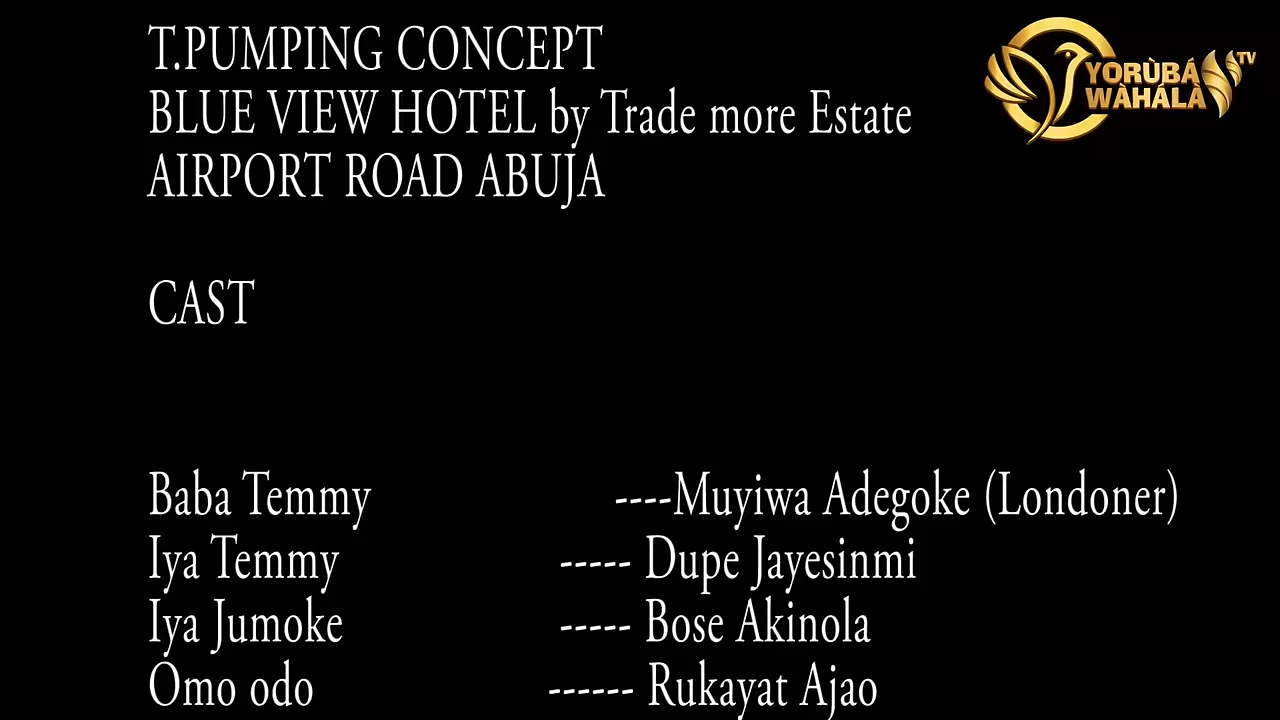 T.PUMPING CONCEPT
BLUE VIEW HOTEL by Trade more Estate
AIRPORT ROAD ABUJA
YORÙBÁ TV
WÀHÁLÀ
CAST
Baba Temmy ----Muyiwa Adegoke (Londoner)
Iya Temmy ----- Dupe Jayesinmi
Iya Jumoke ----- Bose Akinola
Omo odo ------ Rukayat Ajao